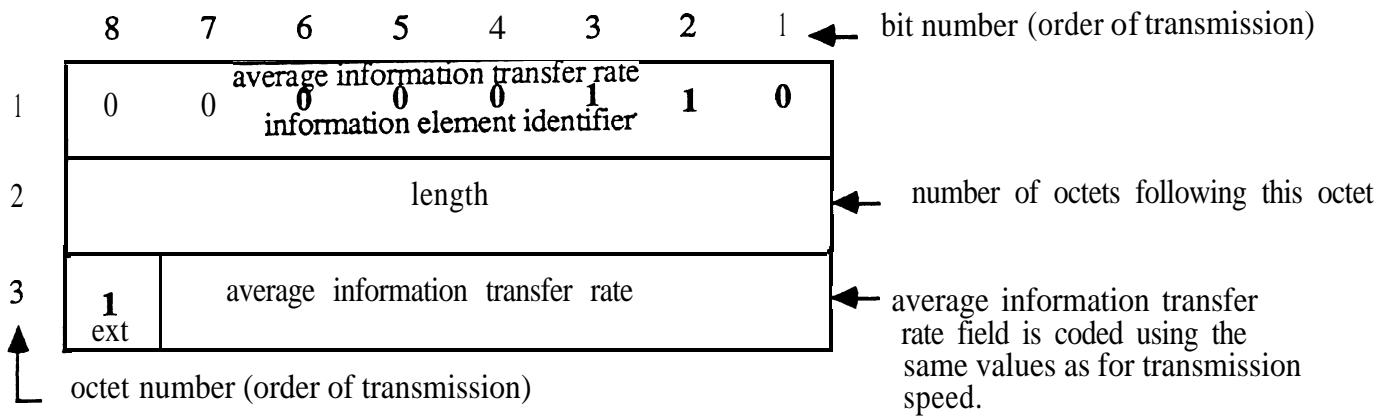 8 7 6 5 4 3 2 1 bit number (order of transmission)
average information transfer rate
1 0 0 0 0 0 1 1 0
information element identifier
2 length number of octets following this octet
3 1 average information transfer rate average information transfer
ext rate field is coded using the
same values as for transmission
speed.
octet number (order of transmission)